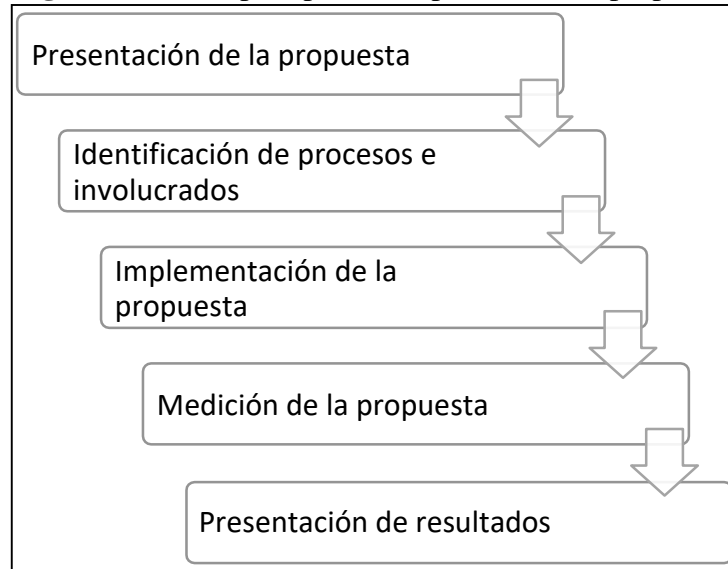 Presentación de la propuesta
Identificación de procesos e
involucrados
Implementación de la
propuesta
Medición de la propuesta
Presentación de resultados